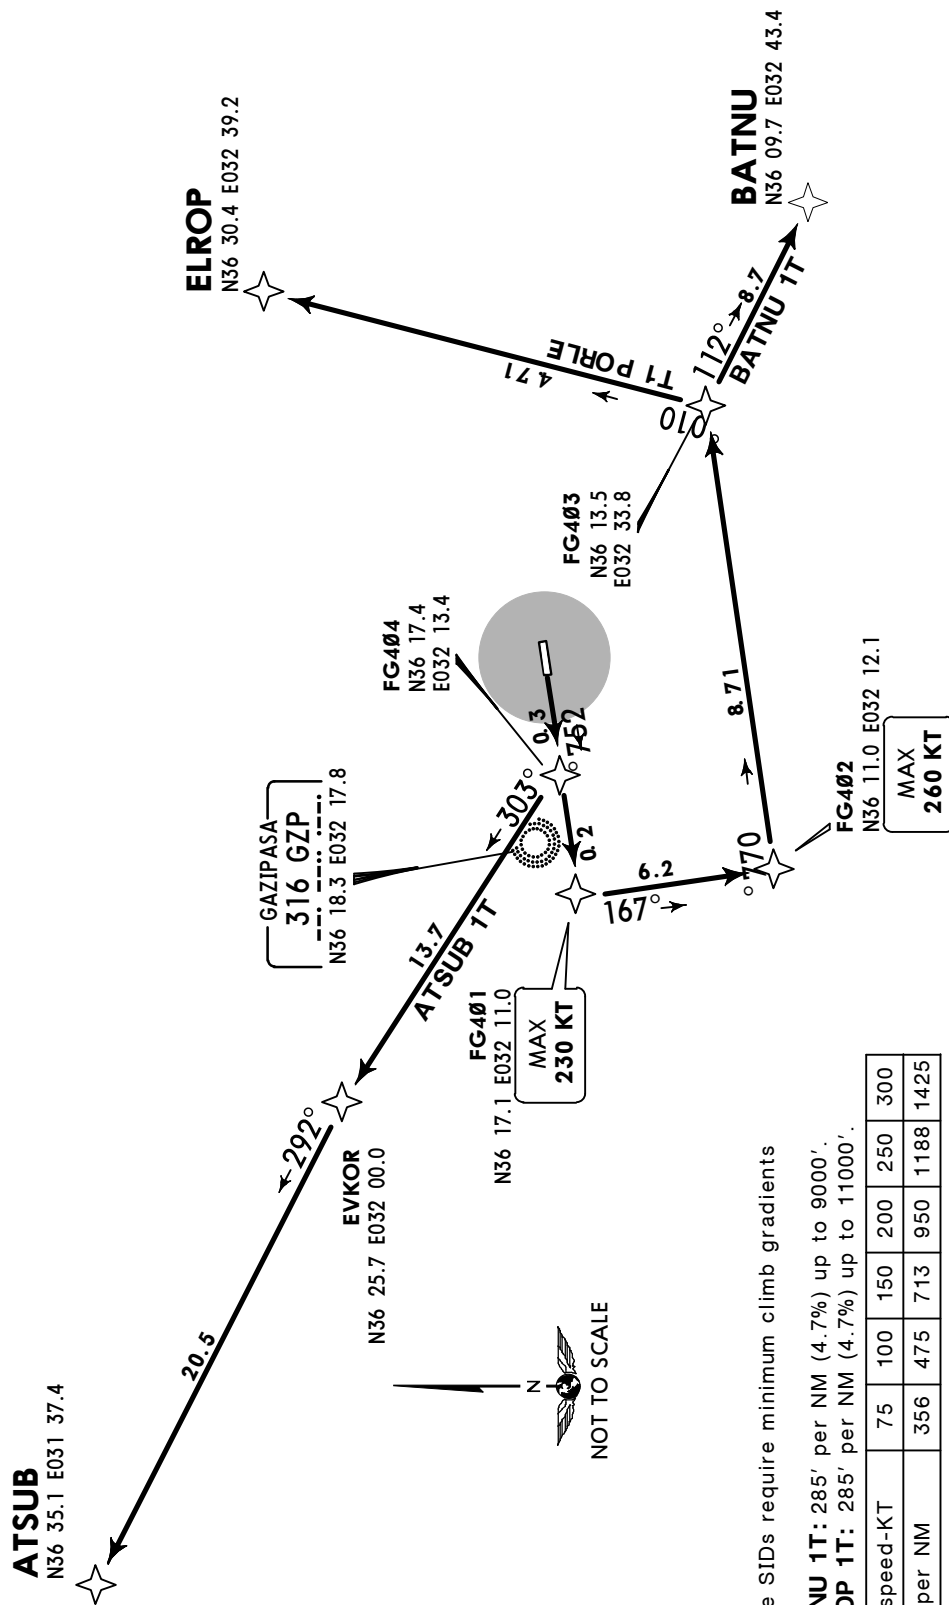 ATSUB
N36 35.1 E031 37.4
20.5
←292°
EVKOR
N36 25.7 E032 00.0
13.7
ATSUB 1T
←303°
GAZIPASA
316 GZP
N36 18.3 E032 17.8
FG4Ø4
N36 17.4
E032 13.4
0.3
°752
0.2
FG4Ø1
N36 17.1 E032 11.0
MAX
230 KT
6.2
167°→
°770
FG4Ø2
N36 11.0 E032 12.1
MAX
260 KT
8.71
FG4Ø3
N36 13.5
E032 33.8
010°
4.71
T1 PORLE
ELROP
N36 30.4 E032 39.2
112°→
8.7
BATNU 1T
BATNU
N36 09.7 E032 43.4
N
NOT TO SCALE
e SIDs require minimum climb gradients
NU 1T: 285' per NM (4.7%) up to 9000'.
OP 1T: 285' per NM (4.7%) up to 11000'.
speed-KT 75 100 150 200 250 300
per NM 356 475 713 950 1188 1425